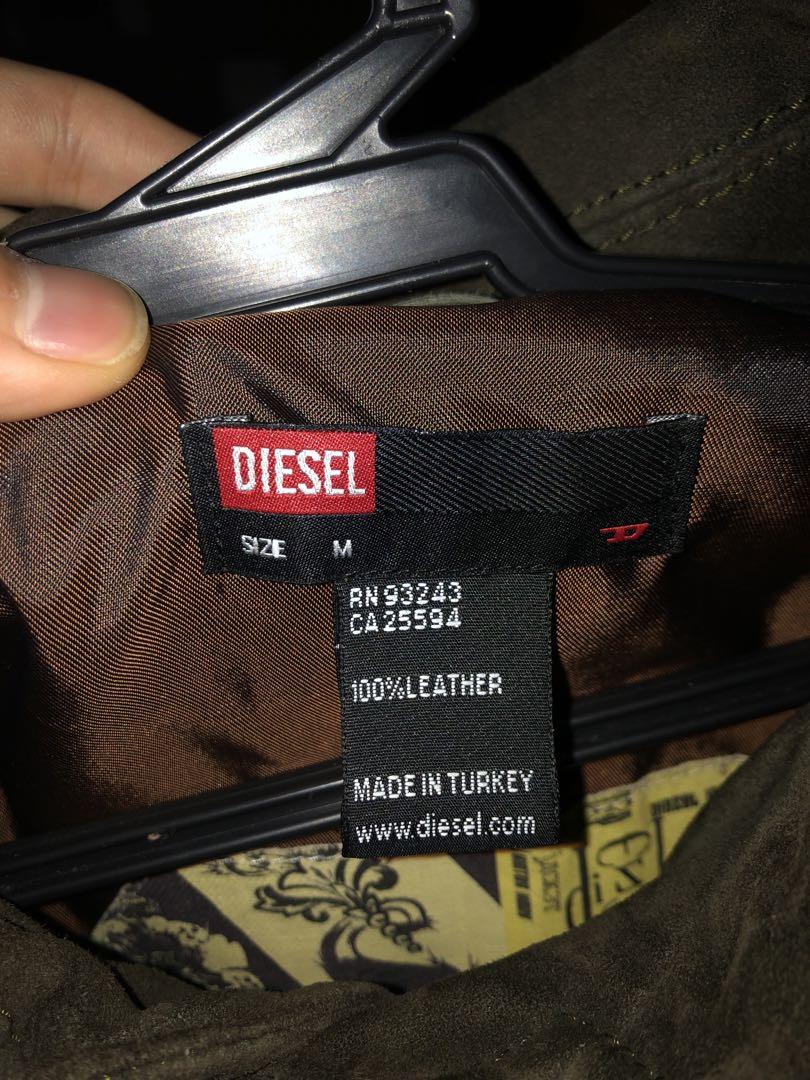 DIESEL
SIZE M
RN 93243
CA 25594
100%LEATHER
MADE IN TURKEY
www.diesel.com